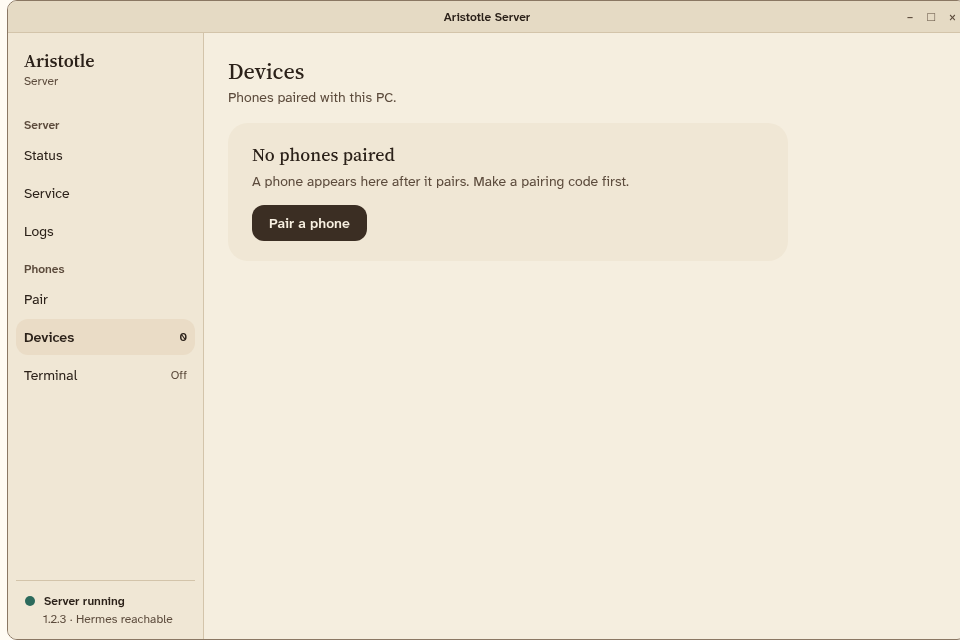 Aristotle Server
Aristotle
Server
Server
Status
Service
Logs
Phones
Pair
Devices 0
Terminal Off
Server running
1.2.3 · Hermes reachable
Devices
Phones paired with this PC.
No phones paired
A phone appears here after it pairs. Make a pairing code first.
Pair a phone